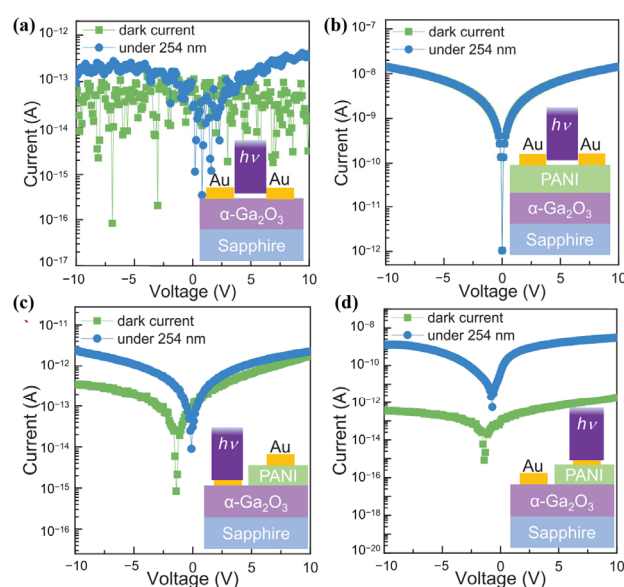 (a)
dark current
under 254 nm
Current (A)
10⁻¹²
10⁻¹³
10⁻¹⁴
10⁻¹⁵
10⁻¹⁶
10⁻¹⁷
hν
Au
Au
α-Ga₂O₃
Sapphire
−10
−5
0
5
10
Voltage (V)
(b)
dark current
under 254 nm
Current (A)
10⁻⁷
10⁻⁸
10⁻⁹
10⁻¹⁰
10⁻¹¹
10⁻¹²
hν
Au
Au
PANI
α-Ga₂O₃
Sapphire
−10
−5
0
5
10
Voltage (V)
(c)
dark current
under 254 nm
Current (A)
10⁻¹¹
10⁻¹²
10⁻¹³
10⁻¹⁴
10⁻¹⁵
10⁻¹⁶
hν
Au
PANI
α-Ga₂O₃
Sapphire
−10
−5
0
5
10
Voltage (V)
(d)
dark current
under 254 nm
Current (A)
10⁻⁸
10⁻¹⁰
10⁻¹²
10⁻¹⁴
10⁻¹⁶
10⁻¹⁸
10⁻²⁰
hν
Au
PANI
α-Ga₂O₃
Sapphire
−10
−5
0
5
10
Voltage (V)